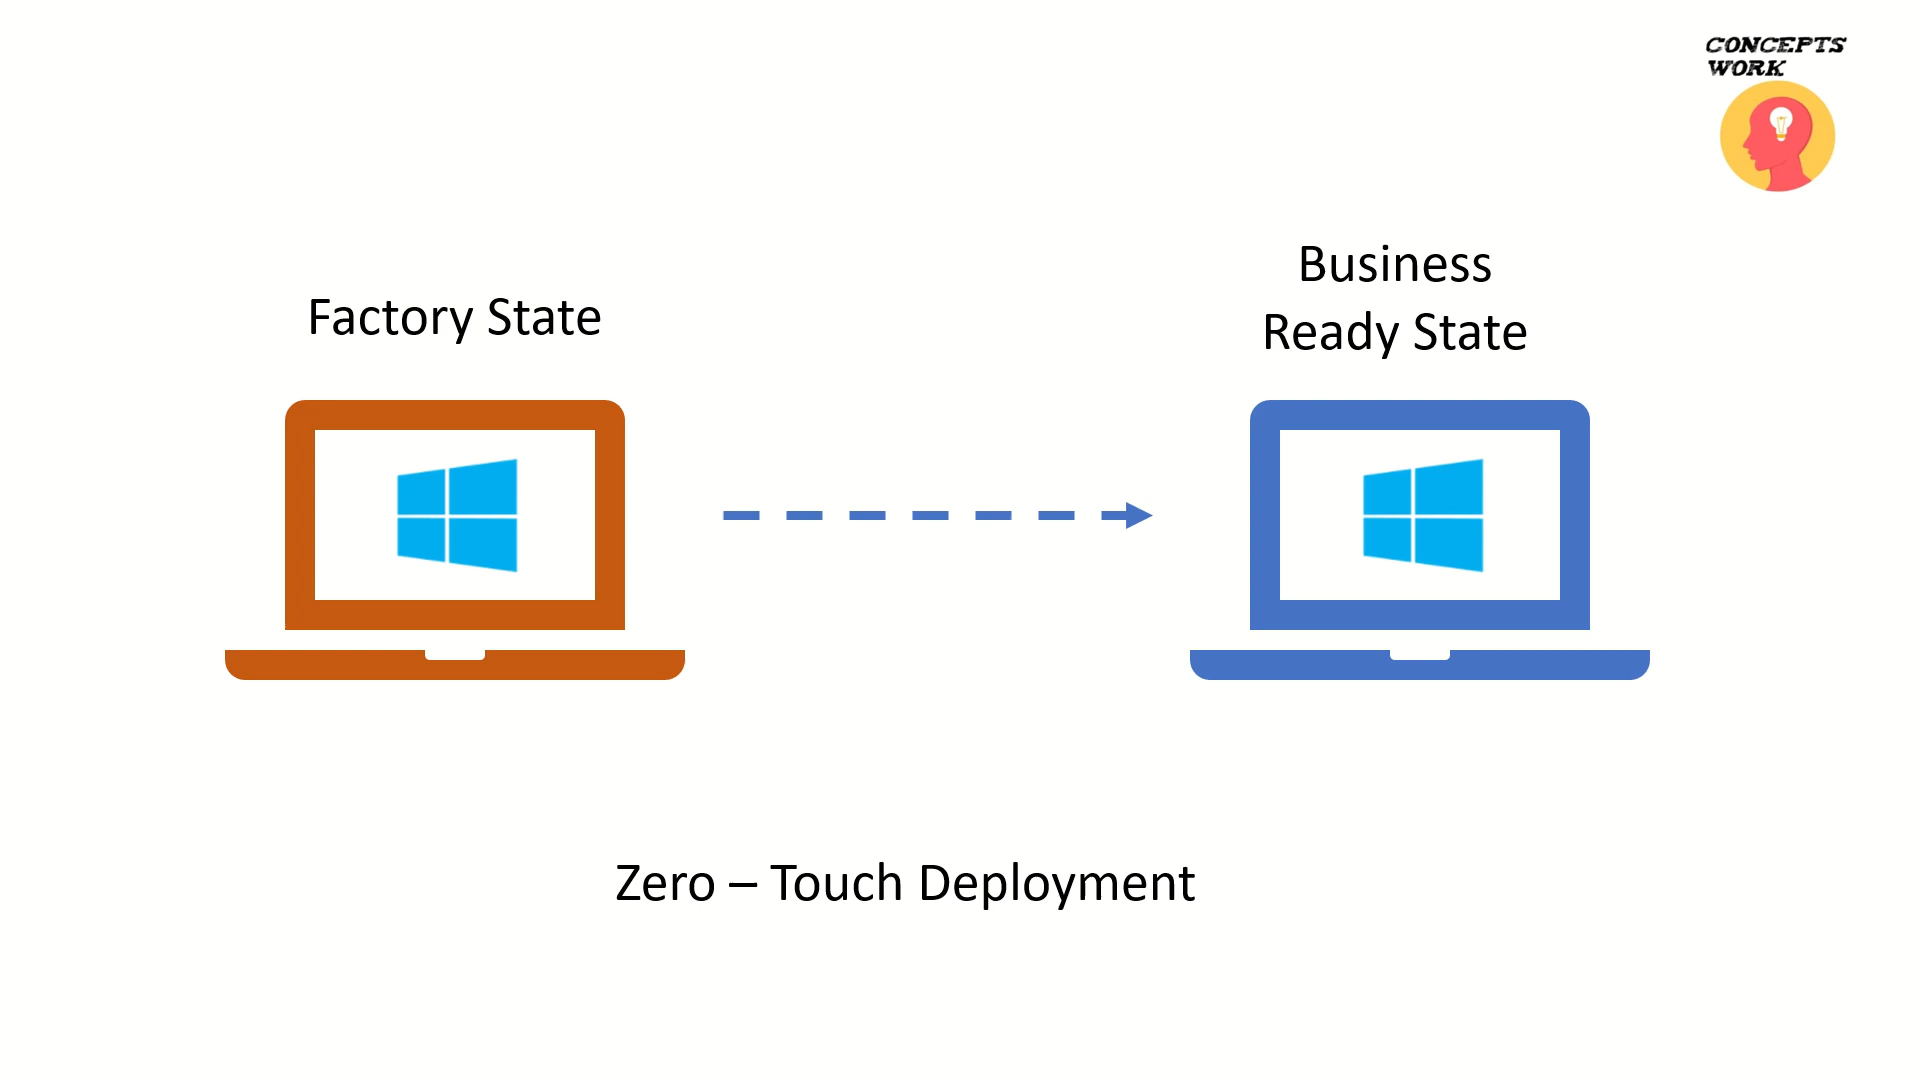 CONCEPTS
WORK
Factory State
Business
Ready State
Zero – Touch Deployment